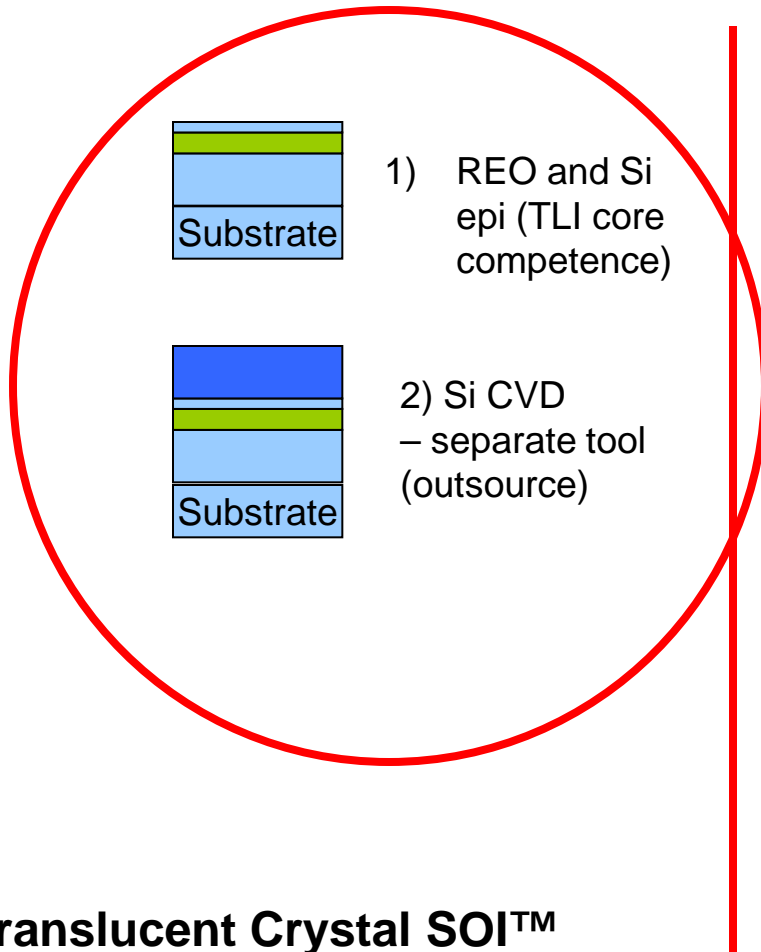 Substrate
1) REO and Si
epi (TLI core
competence)
Substrate
2) Si CVD
– separate tool
(outsource)
ranslucent Crystal SOI™